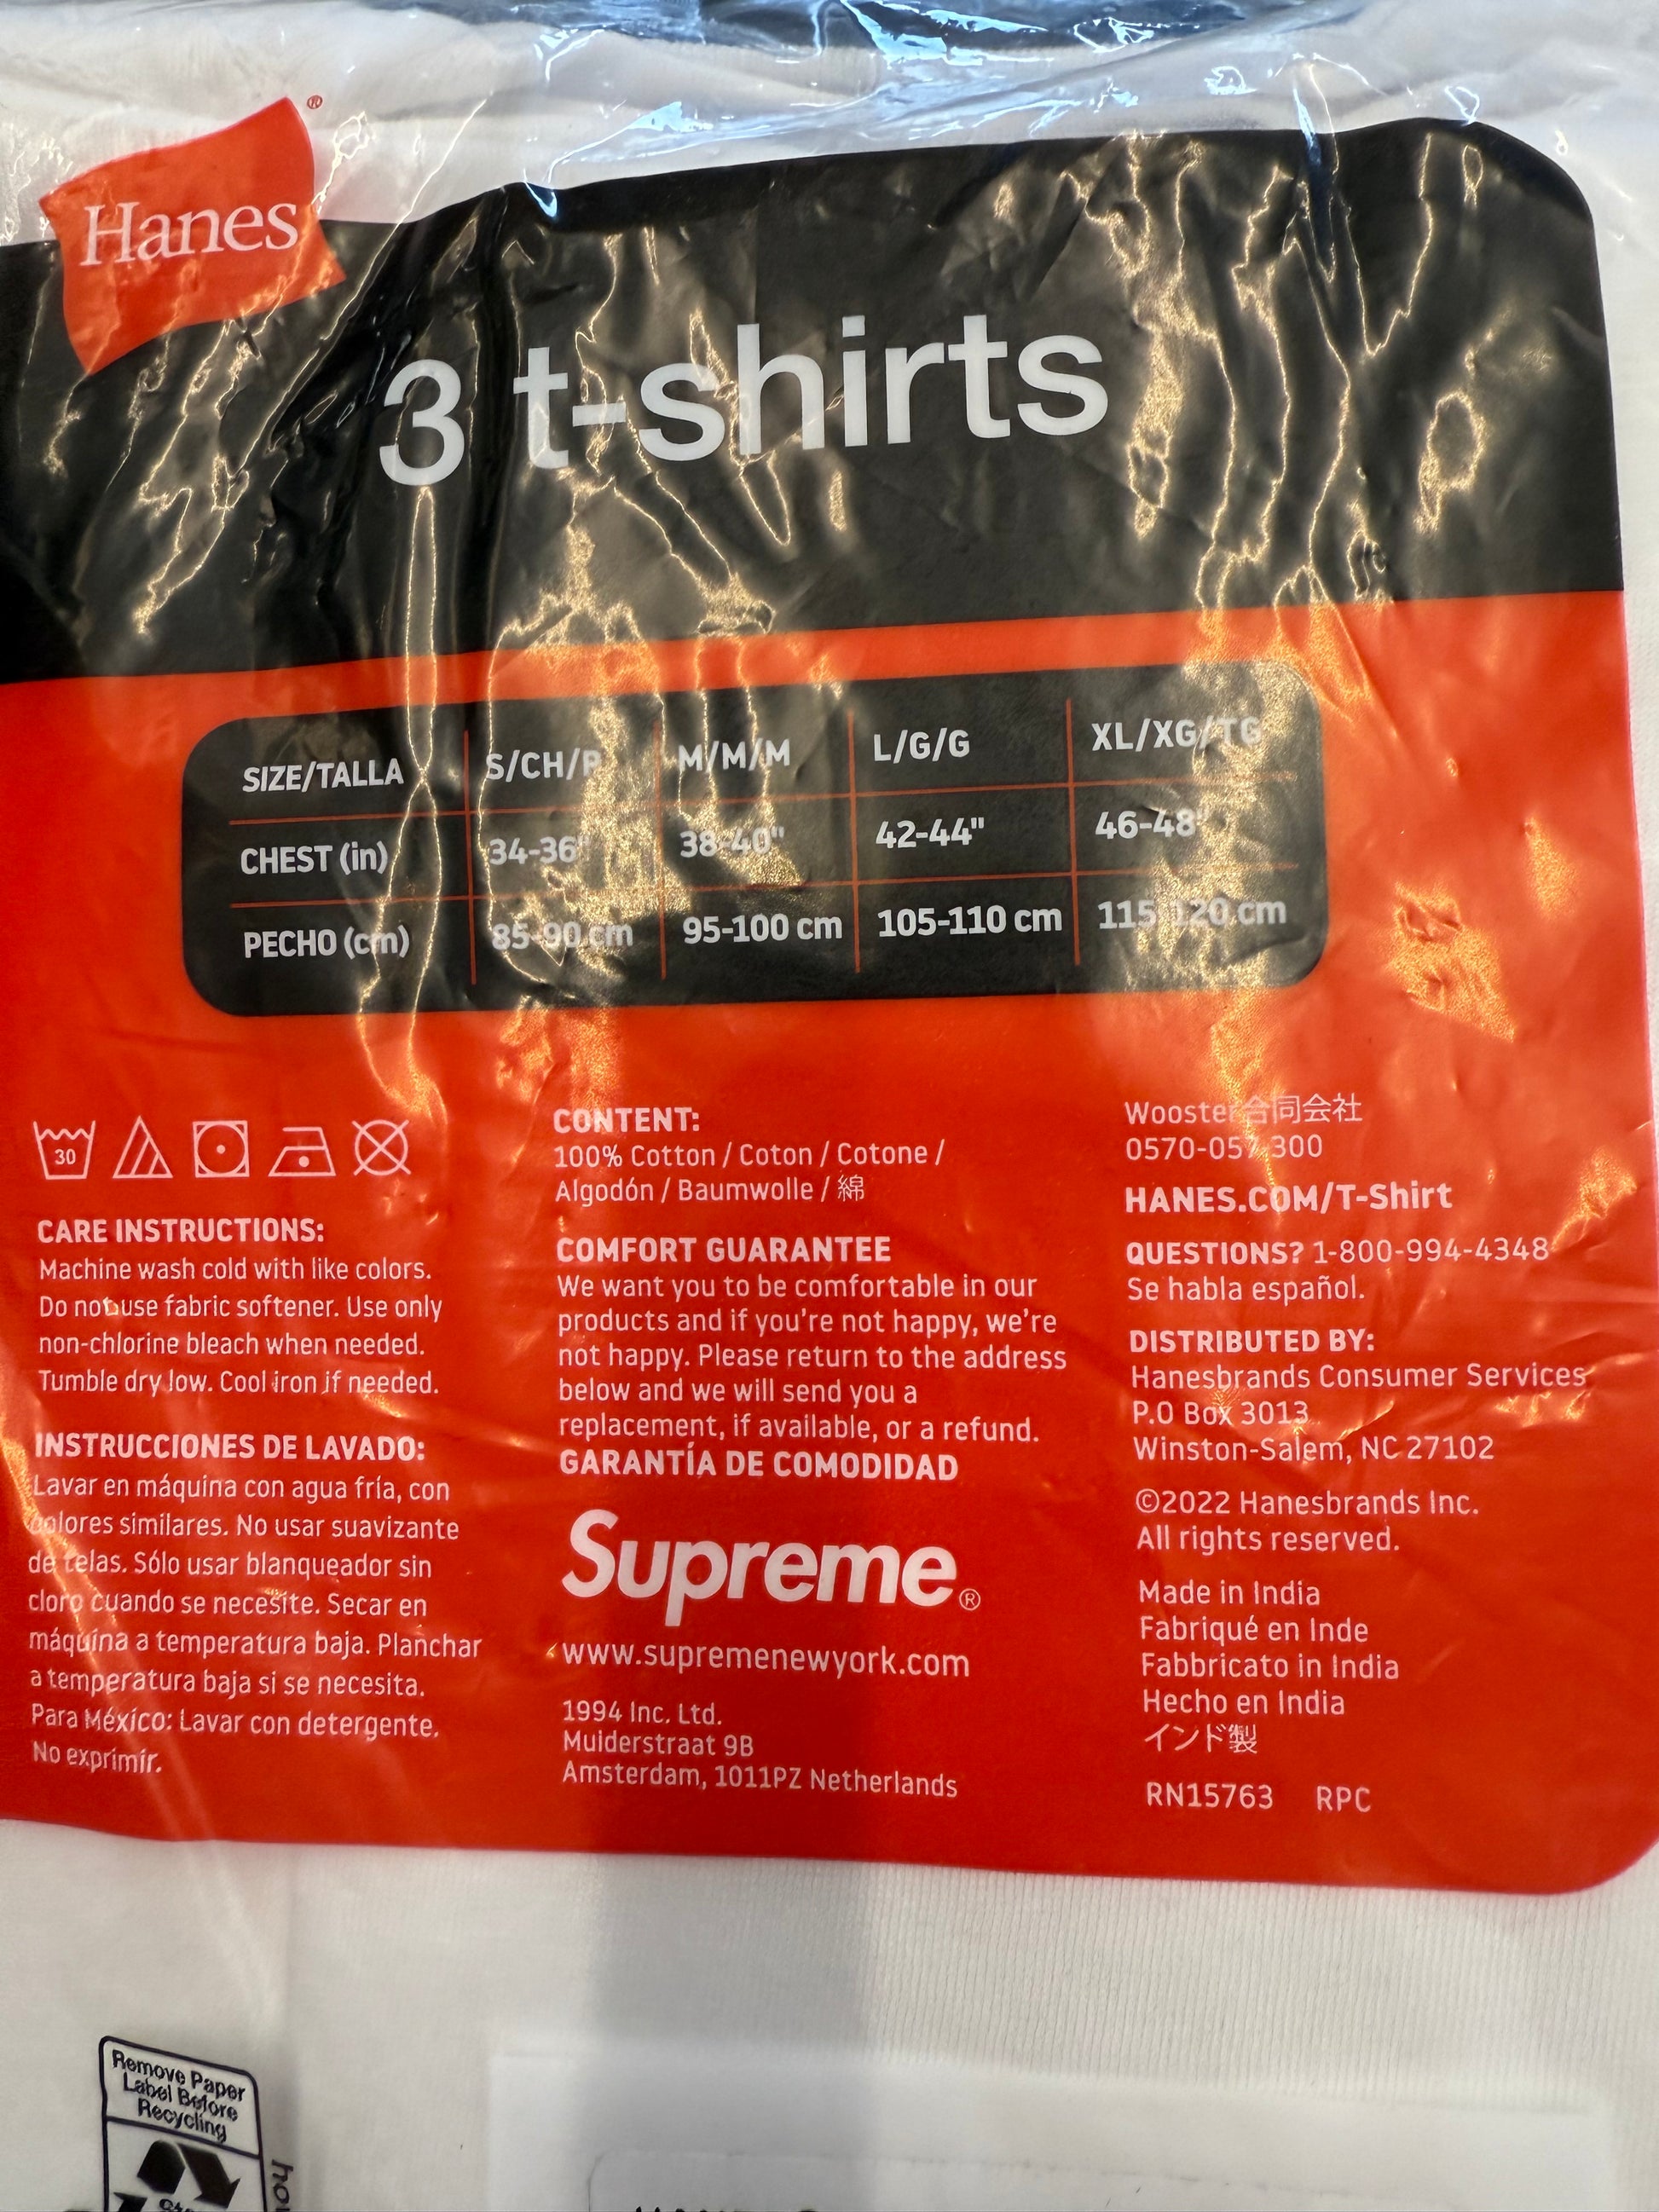 Hanes®
3 t-shirts
SIZE/TALLA S/CH/P M/M/M L/G/G XL/XG/TG
CHEST (in) 34-36" 38-40" 42-44" 46-48"
PECHO (cm) 85-90 cm 95-100 cm 105-110 cm 115-120 cm
30
CARE INSTRUCTIONS:
Machine wash cold with like colors.
Do not use fabric softener. Use only
non-chlorine bleach when needed.
Tumble dry low. Cool iron if needed.
INSTRUCCIONES DE LAVADO:
Lavar en máquina con agua fría, con
colores similares. No usar suavizante
de telas. Sólo usar blanqueador sin
cloro cuando se necesite. Secar en
máquina a temperatura baja. Planchar
a temperatura baja si se necesita.
Para México: Lavar con detergente.
No exprimir.
CONTENT:
100% Cotton / Coton / Cotone /
Algodón / Baumwolle / 綿
COMFORT GUARANTEE
We want you to be comfortable in our
products and if you're not happy, we're
not happy. Please return to the address
below and we will send you a
replacement, if available, or a refund.
GARANTÍA DE COMODIDAD
Supreme®
www.supremenewyork.com
1994 Inc. Ltd.
Muiderstraat 9B
Amsterdam, 1011PZ Netherlands
Wooster合同会社
0570-057-300
HANES.COM/T-Shirt
QUESTIONS? 1-800-994-4348
Se habla español.
DISTRIBUTED BY:
Hanesbrands Consumer Services
P.O Box 3013
Winston-Salem, NC 27102
©2022 Hanesbrands Inc.
All rights reserved.
Made in India
Fabriqué en Inde
Fabbricato in India
Hecho en India
インド製
RN15763 RPC
Remove Paper
Label Before
Recycling